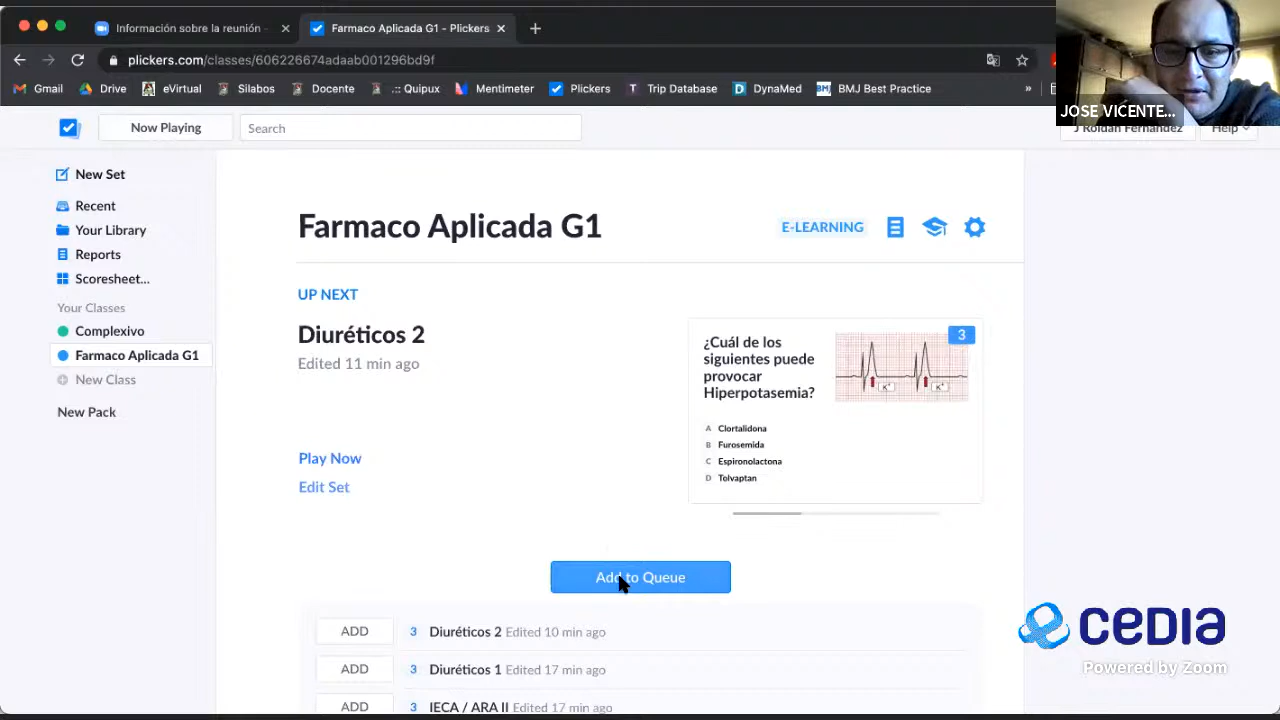 Información sobre la reunión
Farmaco Aplicada G1 - Plickers
plickers.com/classes/606226674adaab001296bd9f
Gmail
Drive
eVirtual
Silabos
Docente
.:: Quipux
Mentimeter
Plickers
Trip Database
DynaMed
BMJ Best Practice
»
JOSE VICENTE...
Now Playing
Search
J Roldan Fernandez
Help
New Set
Recent
Your Library
Reports
Scoresheet...
Your Classes
Complexivo
Farmaco Aplicada G1
New Class
New Pack
Farmaco Aplicada G1
E-LEARNING
UP NEXT
Diuréticos 2
Edited 11 min ago
Play Now
Edit Set
3
¿Cuál de los
siguientes puede
provocar
Hiperpotasemia?
K+
K+
A Clortalidona
B Furosemida
C Espironolactona
D Tolvaptan
Add to Queue
ADD 3 Diuréticos 2 Edited 10 min ago
ADD 3 Diuréticos 1 Edited 17 min ago
ADD 3 IECA / ARA II Edited 17 min ago
cedia
Powered by Zoom